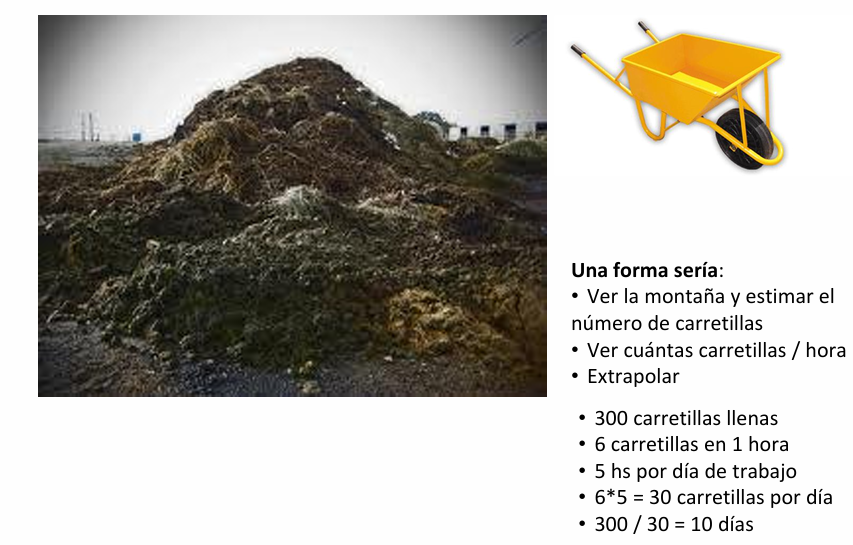 Una forma sería:
• Ver la montaña y estimar el
número de carretillas
• Ver cuántas carretillas / hora
• Extrapolar
• 300 carretillas llenas
• 6 carretillas en 1 hora
• 5 hs por día de trabajo
• 6*5 = 30 carretillas por día
• 300 / 30 = 10 días